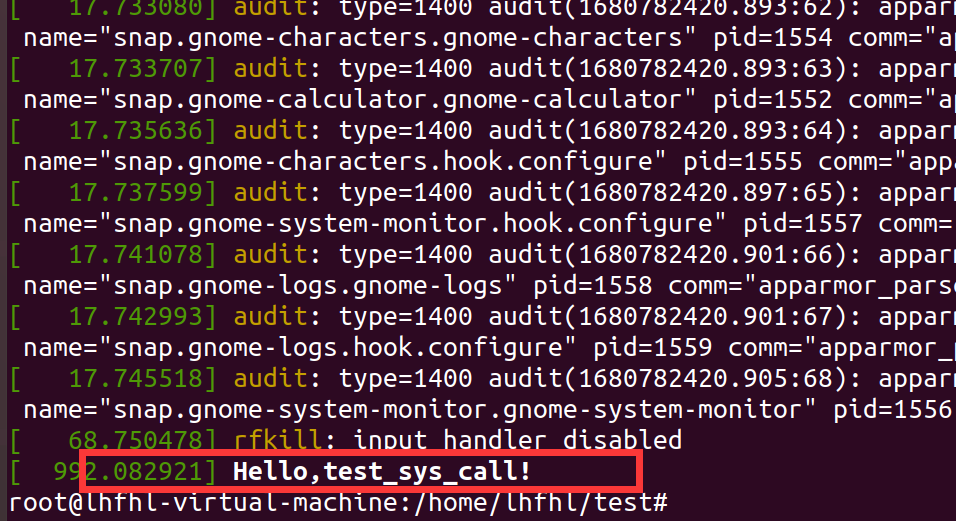 [   17.733080] audit: type=1400 audit(1680782420.893:62): apparm
name="snap.gnome-characters.gnome-characters" pid=1554 comm="ap
[   17.733707] audit: type=1400 audit(1680782420.893:63): apparm
name="snap.gnome-calculator.gnome-calculator" pid=1552 comm="ap
[   17.735636] audit: type=1400 audit(1680782420.893:64): apparm
name="snap.gnome-characters.hook.configure" pid=1555 comm="appa
[   17.737599] audit: type=1400 audit(1680782420.897:65): apparm
name="snap.gnome-system-monitor.hook.configure" pid=1557 comm=
[   17.741078] audit: type=1400 audit(1680782420.901:66): apparm
name="snap.gnome-logs.gnome-logs" pid=1558 comm="apparmor_parse
[   17.742993] audit: type=1400 audit(1680782420.901:67): apparm
name="snap.gnome-logs.hook.configure" pid=1559 comm="apparmor_p
[   17.745518] audit: type=1400 audit(1680782420.905:68): apparm
name="snap.gnome-system-monitor.gnome-system-monitor" pid=1556
[   68.750478] rfkill: input handler disabled
[  992.082921] Hello,test_sys_call!
root@lhfhl-virtual-machine:/home/lhfhl/test#